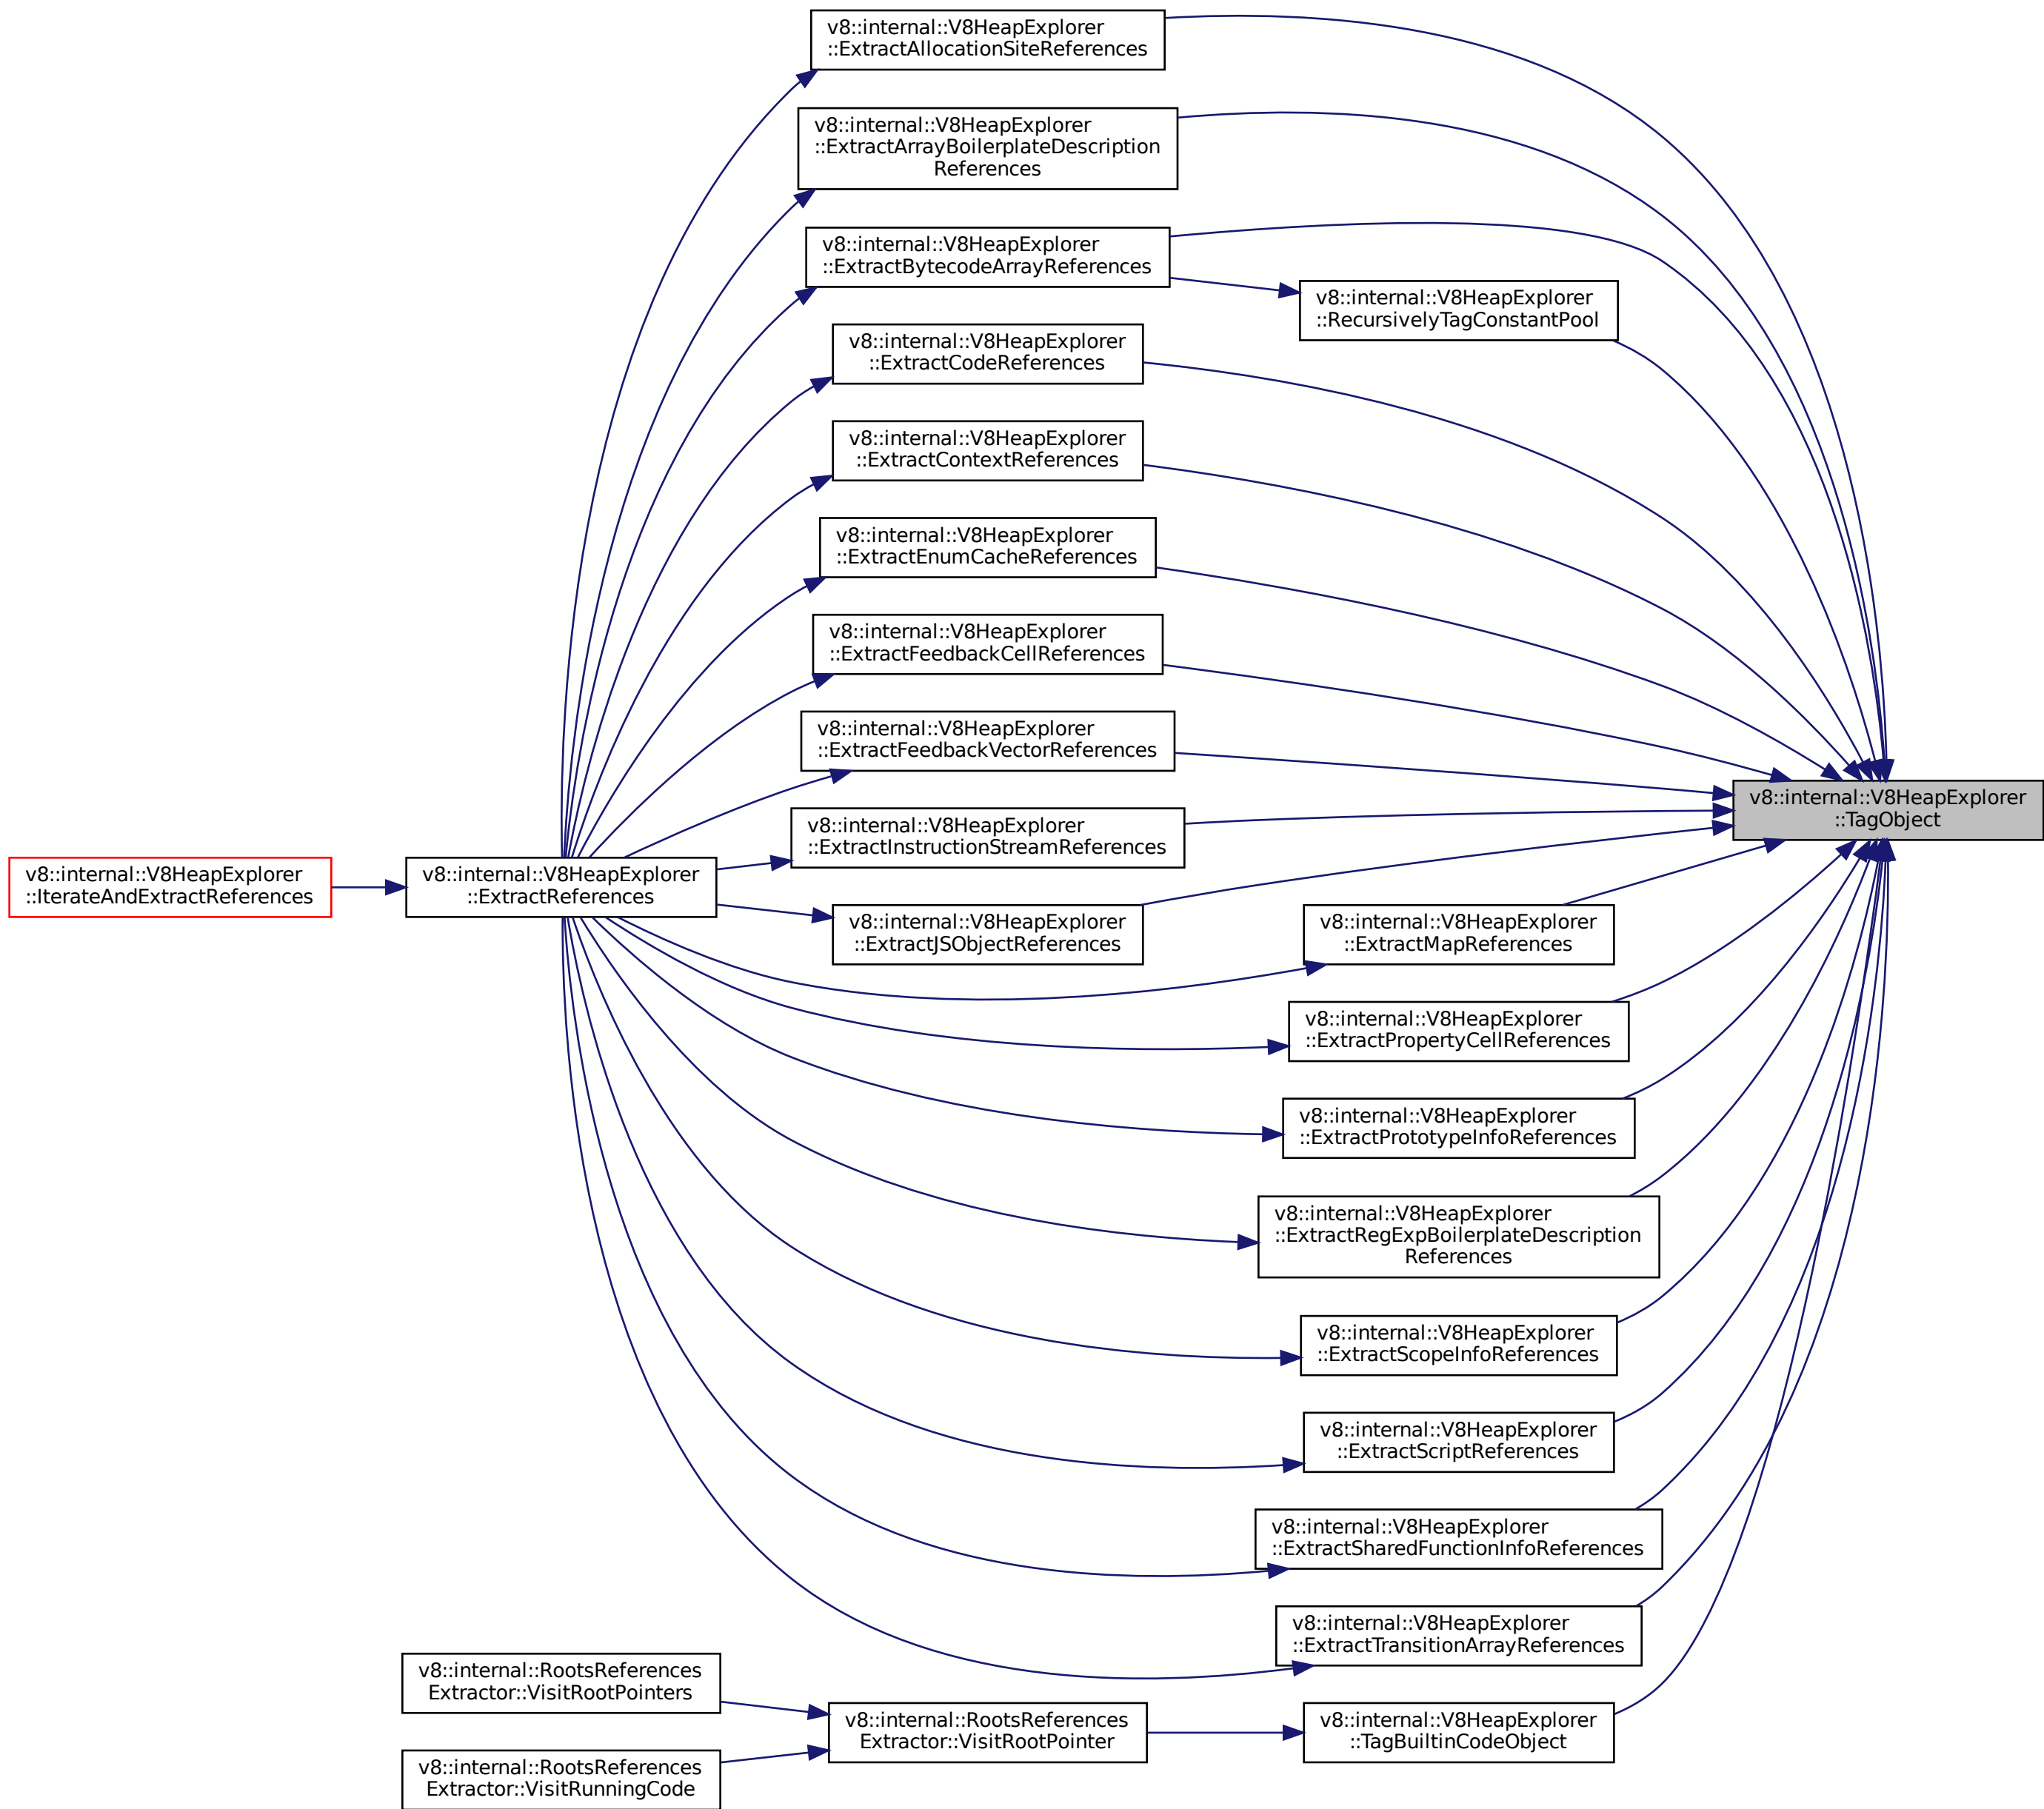 v8::internal::V8HeapExplorer
::ExtractAllocationSiteReferences
v8::internal::V8HeapExplorer
::ExtractArrayBoilerplateDescription
References
v8::internal::V8HeapExplorer
::ExtractBytecodeArrayReferences
v8::internal::V8HeapExplorer
::RecursivelyTagConstantPool
v8::internal::V8HeapExplorer
::ExtractCodeReferences
v8::internal::V8HeapExplorer
::ExtractContextReferences
v8::internal::V8HeapExplorer
::ExtractEnumCacheReferences
v8::internal::V8HeapExplorer
::ExtractFeedbackCellReferences
v8::internal::V8HeapExplorer
::ExtractFeedbackVectorReferences
v8::internal::V8HeapExplorer
::TagObject
v8::internal::V8HeapExplorer
::ExtractInstructionStreamReferences
v8::internal::V8HeapExplorer
::IterateAndExtractReferences
v8::internal::V8HeapExplorer
::ExtractReferences
v8::internal::V8HeapExplorer
::ExtractJSObjectReferences
v8::internal::V8HeapExplorer
::ExtractMapReferences
v8::internal::V8HeapExplorer
::ExtractPropertyCellReferences
v8::internal::V8HeapExplorer
::ExtractPrototypeInfoReferences
v8::internal::V8HeapExplorer
::ExtractRegExpBoilerplateDescription
References
v8::internal::V8HeapExplorer
::ExtractScopeInfoReferences
v8::internal::V8HeapExplorer
::ExtractScriptReferences
v8::internal::V8HeapExplorer
::ExtractSharedFunctionInfoReferences
v8::internal::V8HeapExplorer
::ExtractTransitionArrayReferences
v8::internal::RootsReferences
Extractor::VisitRootPointers
v8::internal::RootsReferences
Extractor::VisitRootPointer
v8::internal::V8HeapExplorer
::TagBuiltinCodeObject
v8::internal::RootsReferences
Extractor::VisitRunningCode